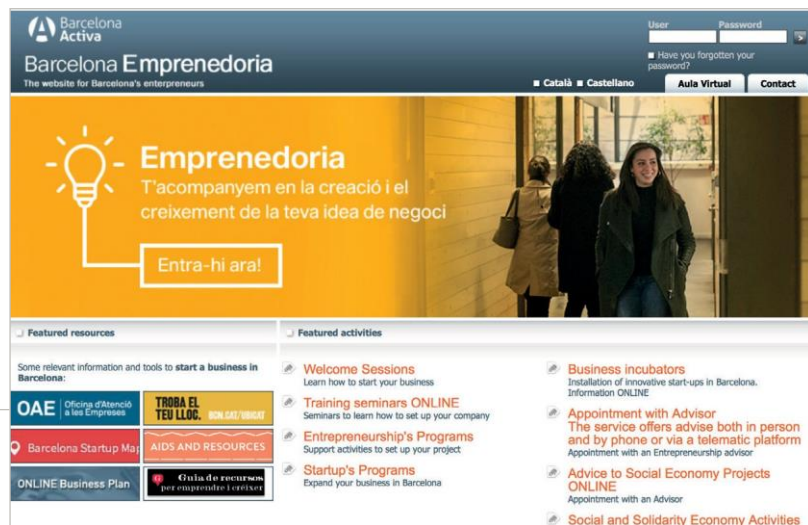 Barcelona
Activa
Barcelona Emprenedoria
The website for Barcelona's enterpreneurs
User Password
Have you forgotten your
password?
Català Castellano
Aula Virtual Contact
Emprenedoria
T'acompanyem en la creació i el
creixement de la teva idea de negoci
Entra-hi ara!
Featured resources
Some relevant information and tools to start a business in
Barcelona:
OAE Oficina d'Atenció
a les Empreses
TROBA EL
TEU LLOC. BCN.CAT/UBICAT
Barcelona Startup Map
AIDS AND RESOURCES
ONLINE Business Plan
Guia de recursos
per emprendre i créixer
Featured activities
Welcome Sessions
Learn how to start your business
Training seminars ONLINE
Seminars to learn how to set up your company
Entrepreneurship's Programs
Support activities to set up your project
Startup's Programs
Expand your business in Barcelona
Business incubators
Installation of innovative start-ups in Barcelona.
Information ONLINE
Appointment with Advisor
The service offers advise both in person
and by phone or via a telematic platform
Appointment with an Entrepreneurship advisor
Advice to Social Economy Projects
ONLINE
Appointment with an Advisor
Social and Solidarity Economy Activities